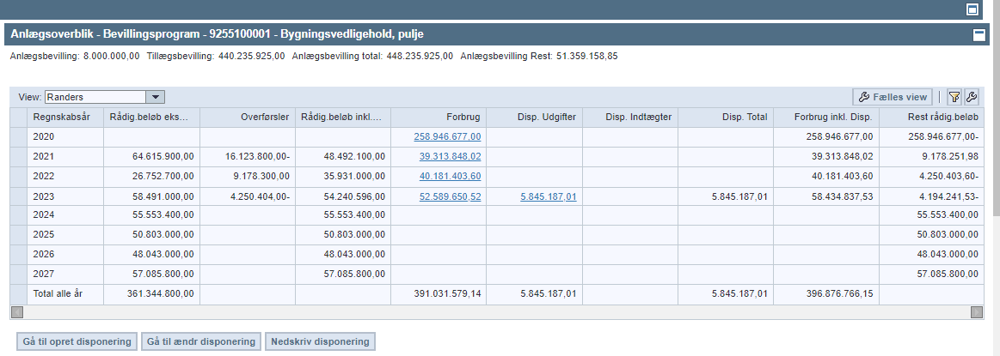 Anlægsoverblik - Bevillingsprogram - 9255100001 - Bygningsvedligehold, pulje
Anlægsbevilling: 8.000.000,00 Tillægsbevilling: 440.235.925,00 Anlægsbevilling total: 448.235.925,00 Anlægsbevilling Rest: 51.359.158,85
View: Randers Fælles view
Regnskabsår Rådig.beløb eks... Overførsler Rådig.beløb inkl.... Forbrug Disp. Udgifter Disp. Indtægter Disp. Total Forbrug inkl. Disp. Rest rådig.beløb
2020 258.946.677,00 258.946.677,00 258.946.677,00-
2021 64.615.900,00 16.123.800,00- 48.492.100,00 39.313.848,02 39.313.848,02 9.178.251,98
2022 26.752.700,00 9.178.300,00 35.931.000,00 40.181.403,60 40.181.403,60 4.250.403,60-
2023 58.491.000,00 4.250.404,00- 54.240.596,00 52.589.650,52 5.845.187,01 5.845.187,01 58.434.837,53 4.194.241,53-
2024 55.553.400,00 55.553.400,00 55.553.400,00
2025 50.803.000,00 50.803.000,00 50.803.000,00
2026 48.043.000,00 48.043.000,00 48.043.000,00
2027 57.085.800,00 57.085.800,00 57.085.800,00
Total alle år 361.344.800,00 391.031.579,14 5.845.187,01 5.845.187,01 396.876.766,15
Gå til opret disponering Gå til ændr disponering Nedskriv disponering